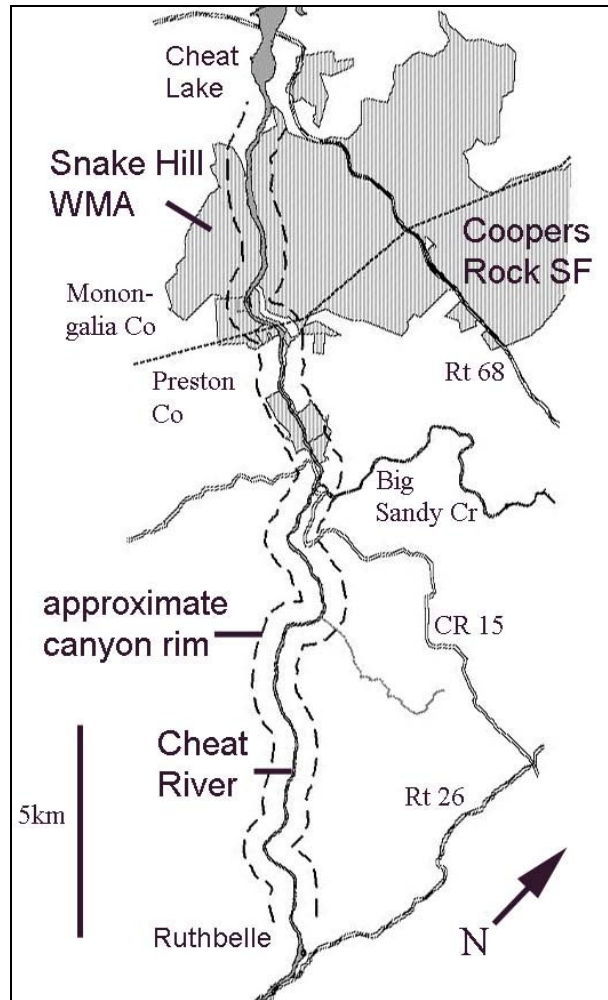 Cheat
Lake
Snake Hill
WMA
Coopers
Rock SF
Monon-
galia Co
Preston
Co
Rt 68
Big
Sandy Cr
approximate
canyon rim
CR 15
Cheat
River
5km
Rt 26
Ruthbelle
N